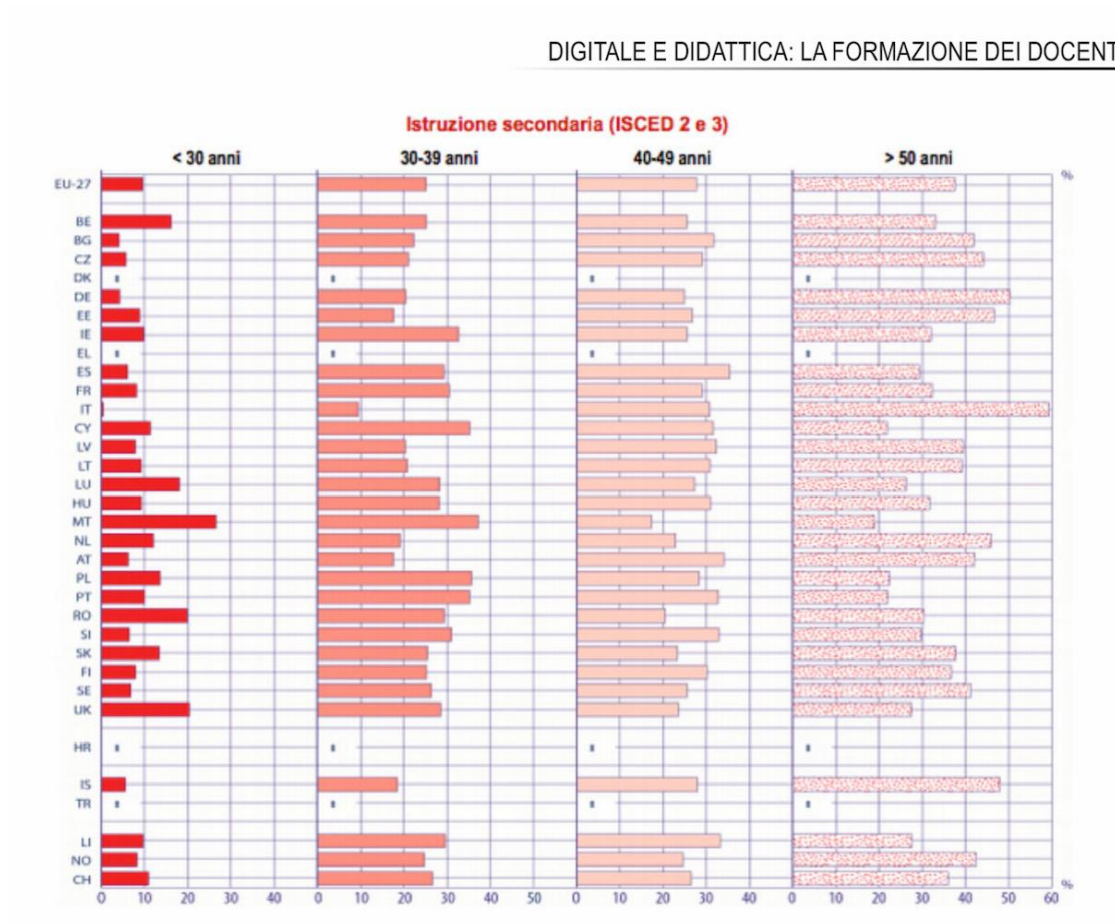 DIGITALE E DIDATTICA: LA FORMAZIONE DEI DOCENT
Istruzione secondaria (ISCED 2 e 3)
< 30 anni 30-39 anni 40-49 anni > 50 anni
%
EU-27
BE
BG
CZ
DK
DE
EE
IE
EL
ES
FR
IT
CY
LV
LT
LU
HU
MT
NL
AT
PL
PT
RO
SI
SK
FI
SE
UK
HR
IS
TR
LI
NO
CH
%
0 10 20 30 40 0 10 20 30 40 50 0 10 20 30 40 0 10 20 30 40 50 60